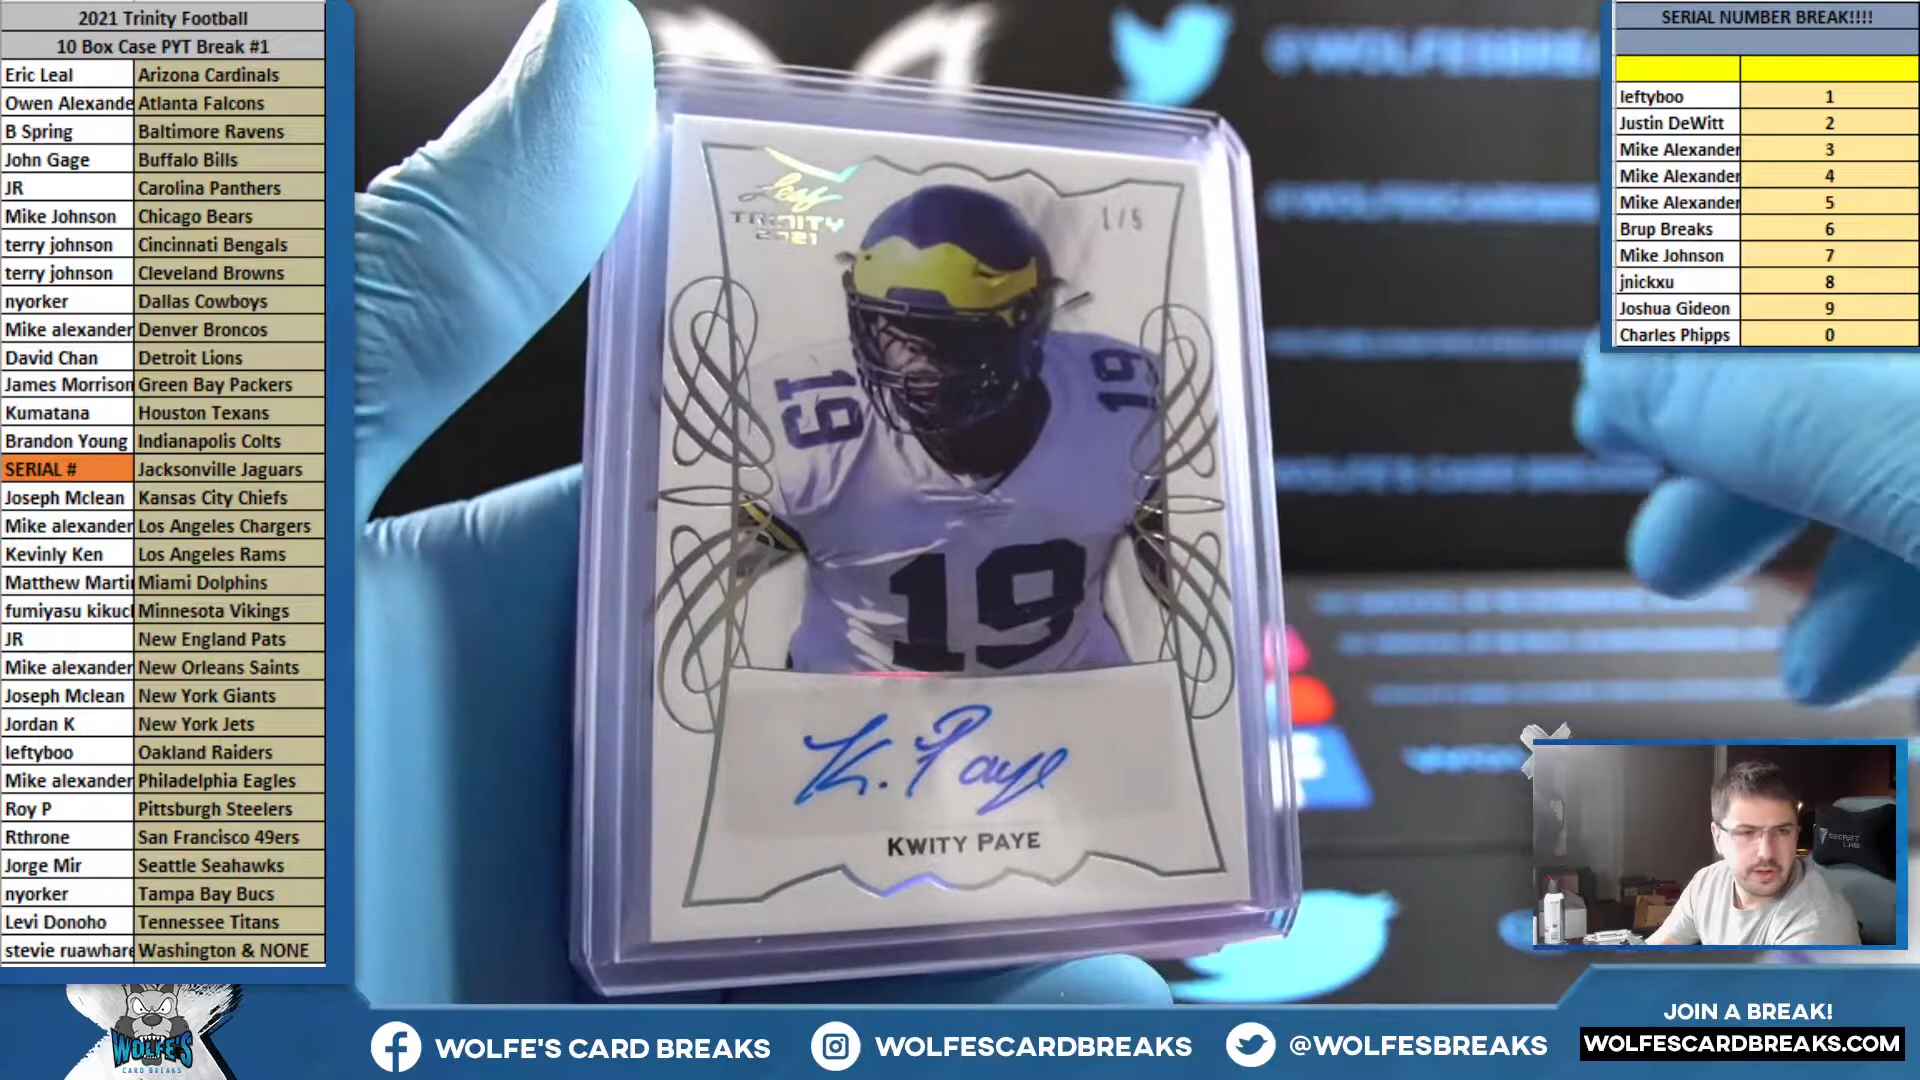 2021 Trinity Football
10 Box Case PYT Break #1
Eric Leal Arizona Cardinals
Owen Alexande Atlanta Falcons
B Spring Baltimore Ravens
John Gage Buffalo Bills
JR Carolina Panthers
Mike Johnson Chicago Bears
terry johnson Cincinnati Bengals
terry johnson Cleveland Browns
nyorker Dallas Cowboys
Mike alexander Denver Broncos
David Chan Detroit Lions
James Morrison Green Bay Packers
Kumatana Houston Texans
Brandon Young Indianapolis Colts
SERIAL # Jacksonville Jaguars
Joseph Mclean Kansas City Chiefs
Mike alexander Los Angeles Chargers
Kevinly Ken Los Angeles Rams
Matthew Marti Miami Dolphins
fumiyasu kikuc Minnesota Vikings
JR New England Pats
Mike alexander New Orleans Saints
Joseph Mclean New York Giants
Jordan K New York Jets
leftyboo Oakland Raiders
Mike alexander Philadelphia Eagles
Roy P Pittsburgh Steelers
Rthrone San Francisco 49ers
Jorge Mir Seattle Seahawks
nyorker Tampa Bay Bucs
Levi Donoho Tennessee Titans
stevie ruawhare Washington & NONE
Leaf
TRINITY
2021
1/5
19 19
19
K. Paye
KWITY PAYE
@WOLFESBREA
WOLFE'S CARD BREA
SERIAL NUMBER BREAK!!!!
leftyboo 1
Justin DeWitt 2
Mike Alexander 3
Mike Alexander 4
Mike Alexander 5
Brup Breaks 6
Mike Johnson 7
jnickxu 8
Joshua Gideon 9
Charles Phipps 0
SECRET
LAB
WOLFE'S
CARD BREAKS
WOLFE'S CARD BREAKS
WOLFESCARDBREAKS
@WOLFESBREAKS
JOIN A BREAK!
WOLFESCARDBREAKS.COM